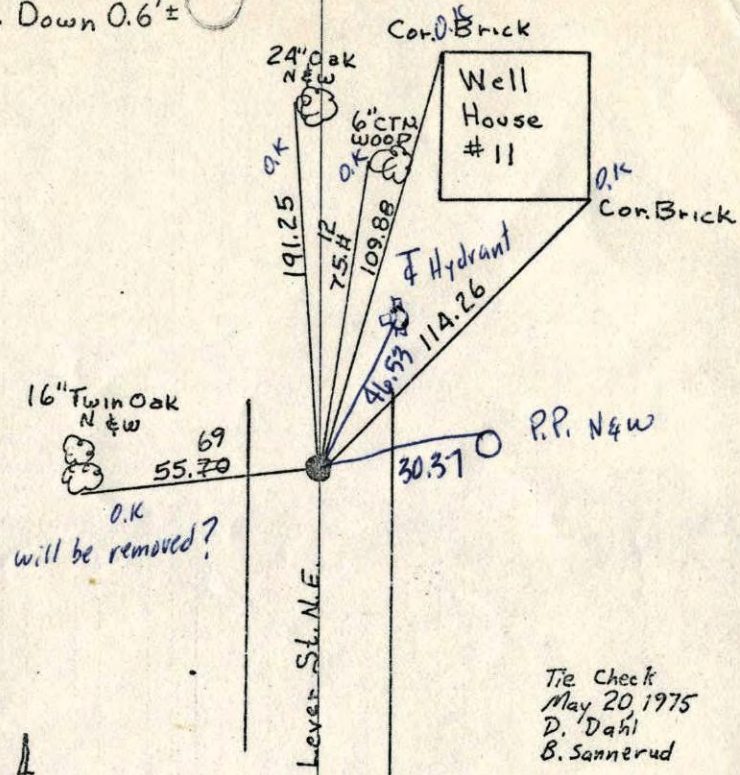 Down 0.6'±
Cor. Brick
O.K
24" Oak
N & E
6" CTN
WOOD
Well
House
# 11
O.K
O.K
O.K
Cor. Brick
191.25
12
75.11
109.88
Hydrant
46.53
114.26
16" Twin Oak
N & W
69
55.70
O.K
will be removed?
P.P. N & W
30.37
Lever St. N.E.
Tie Check
May 20, 1975
D. Dahl
B. Sannerud